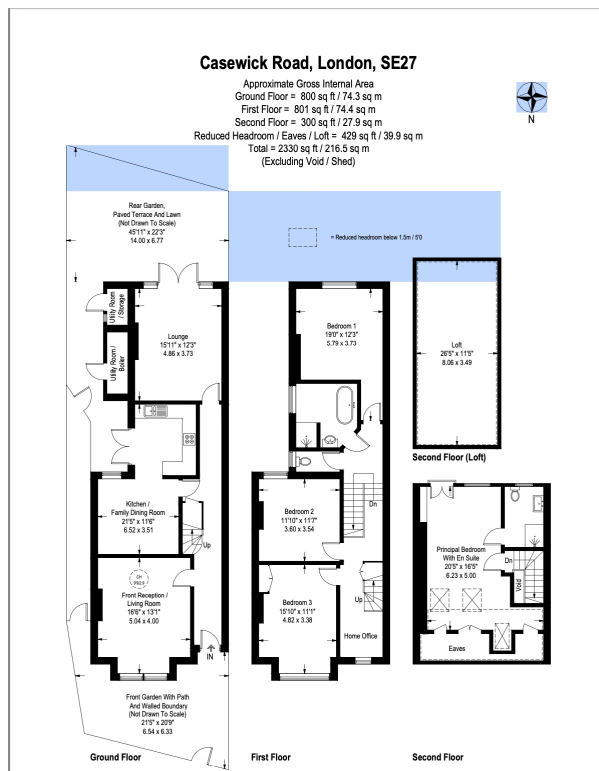 Casewick Road, London, SE27
Approximate Gross Internal Area
Ground Floor = 800 sq ft / 74.3 sq m
First Floor = 801 sq ft / 74.4 sq m
Second Floor = 300 sq ft / 27.9 sq m
Reduced Headroom / Eaves / Loft = 429 sq ft / 39.9 sq m
Total = 2330 sq ft / 216.5 sq m
(Excluding Void / Shed)
N
Rear Garden,
Paved Terrace And Lawn
(Not Drawn To Scale)
45'11" x 22'3"
14.00 x 6.77
= Reduced headroom below 1.5m / 5'0
Utility Room
/ Storage
Utility Room /
Boiler
Lounge
15'11" x 12'3"
4.86 x 3.73
Kitchen /
Family Dining Room
21'5" x 11'6"
6.52 x 3.51
Up
CH
Front Reception /
Living Room
16'6" x 13'1"
5.04 x 4.00
IN
Front Garden With Path
And Walled Boundary
(Not Drawn To Scale)
21'5" x 20'9"
6.54 x 6.33
Ground Floor
Bedroom 1
19'0" x 12'3"
5.79 x 3.73
Dn
Bedroom 2
11'10" x 11'7"
3.60 x 3.54
Bedroom 3
15'10" x 11'1"
4.82 x 3.38
Up
Home Office
First Floor
Loft
26'5" x 11'5"
8.06 x 3.49
Second Floor (Loft)
Principal Bedroom
With En Suite
20'5" x 16'5"
6.23 x 5.00
Dn
Void
Eaves
Second Floor